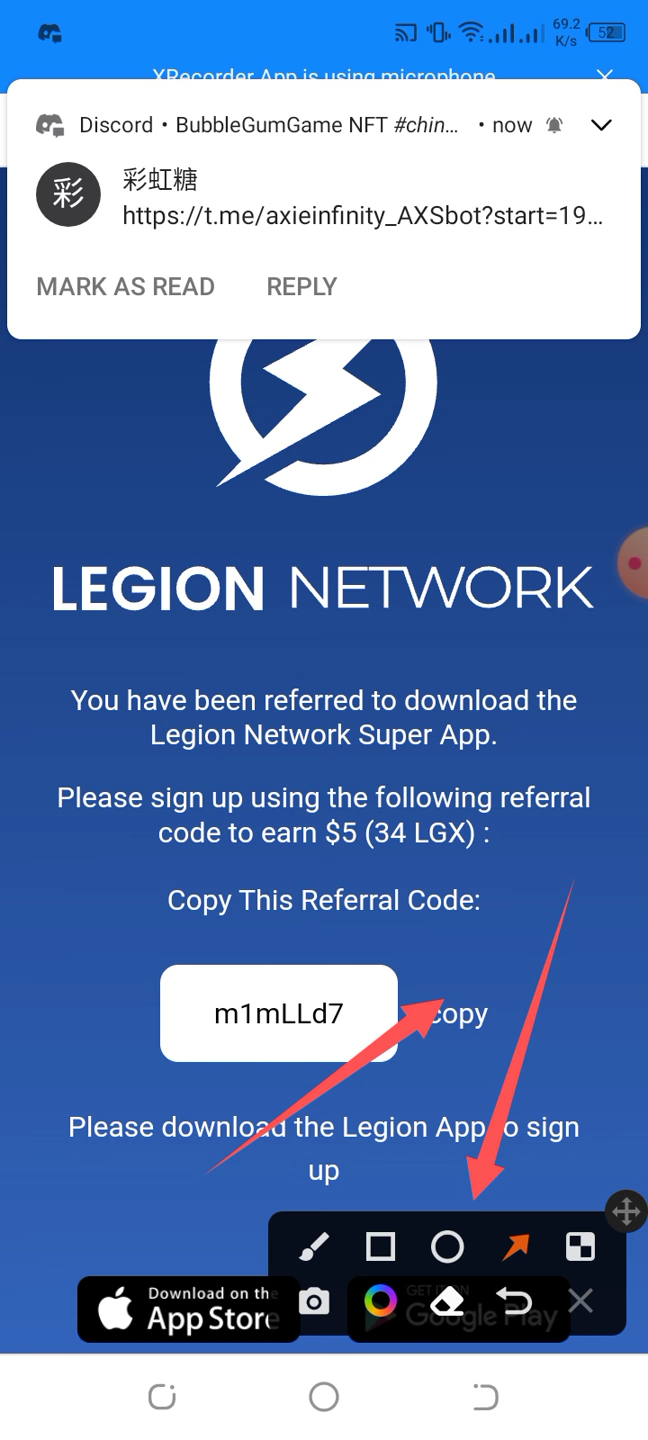 69.2
K/s
52
XRecorder App is using microphone
Discord • BubbleGumGame NFT #chin... • now
彩
彩虹糖
https://t.me/axieinfinity_AXSbot?start=19...
MARK AS READ REPLY
LEGION NETWORK
You have been referred to download the
Legion Network Super App.
Please sign up using the following referral
code to earn $5 (34 LGX) :
Copy This Referral Code:
m1mLLd7 copy
Please download the Legion App to sign
up
Download on the
App Store
GET IT ON
Google Play